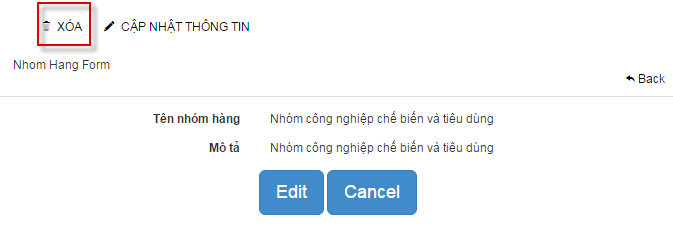 XÓA CẬP NHẬT THÔNG TIN
Nhom Hang Form
Back
Tên nhóm hàng Nhóm công nghiệp chế biến và tiêu dùng
Mô tả Nhóm công nghiệp chế biến và tiêu dùng
Edit Cancel